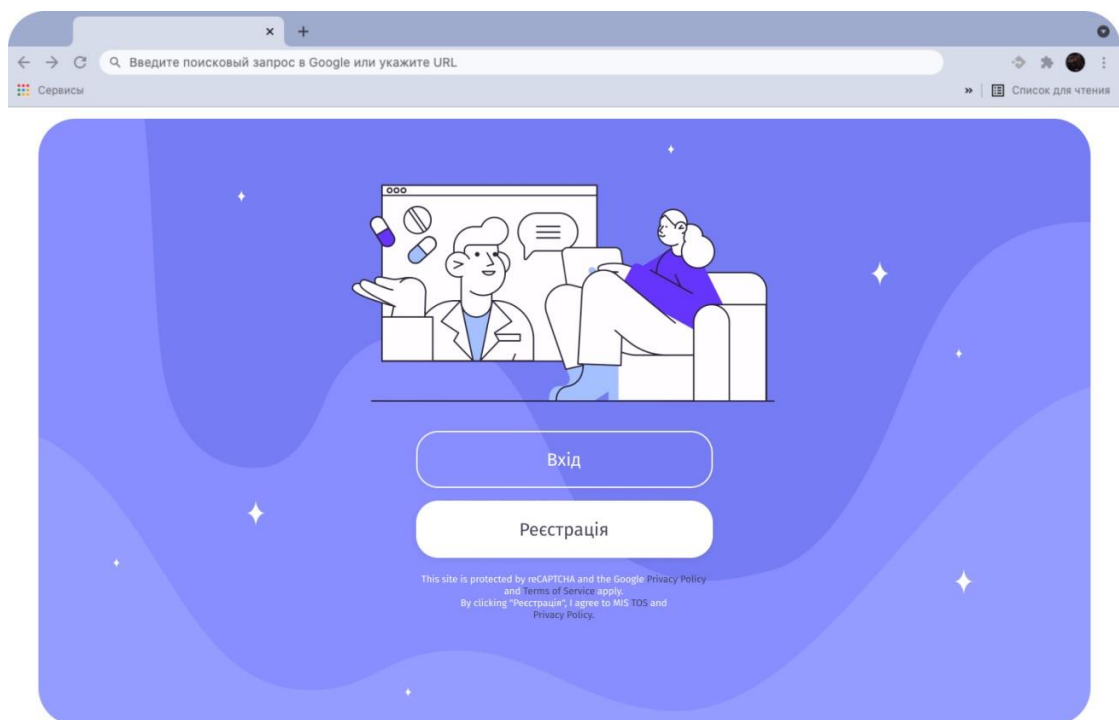 Введите поисковый запрос в Google или укажите URL
Сервисы
Список для чтения
Вхід
Реєстрація
This site is protected by reCAPTCHA and the Google Privacy Policy
and Terms of Service apply.
By clicking "Реєстрація", I agree to MIS TOS and
Privacy Policy.